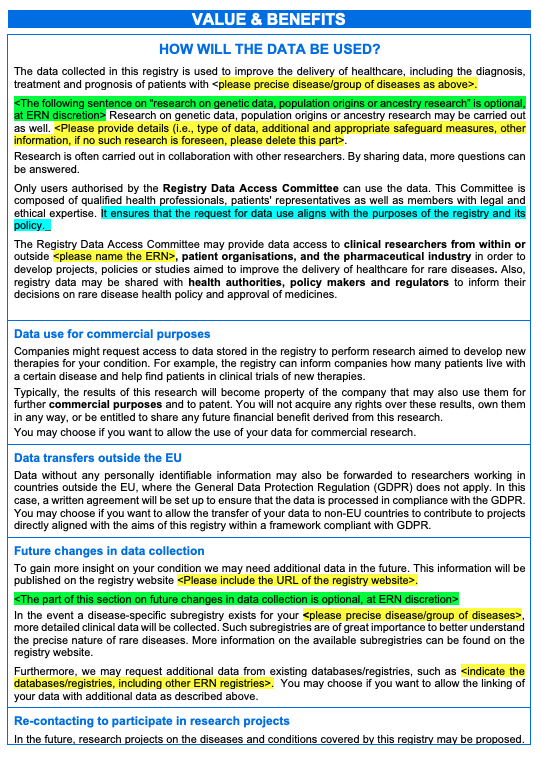 VALUE & BENEFITS
HOW WILL THE DATA BE USED?
The data collected in this registry is used to improve the delivery of healthcare, including the diagnosis,
treatment and prognosis of patients with <please precise disease/group of diseases as above>.
<The following sentence on “research on genetic data, population origins or ancestry research” is optional,
at ERN discretion> Research on genetic data, population origins or ancestry research may be carried out
as well. <Please provide details (i.e., type of data, additional and appropriate safeguard measures, other
information, if no such research is foreseen, please delete this part>.
Research is often carried out in collaboration with other researchers. By sharing data, more questions can
be answered.
Only users authorised by the Registry Data Access Committee can use the data. This Committee is
composed of qualified health professionals, patients' representatives as well as members with legal and
ethical expertise. It ensures that the request for data use aligns with the purposes of the registry and its
policy.
The Registry Data Access Committee may provide data access to clinical researchers from within or
outside <please name the ERN>, patient organisations, and the pharmaceutical industry in order to
develop projects, policies or studies aimed to improve the delivery of healthcare for rare diseases. Also,
registry data may be shared with health authorities, policy makers and regulators to inform their
decisions on rare disease health policy and approval of medicines.
Data use for commercial purposes
Companies might request access to data stored in the registry to perform research aimed to develop new
therapies for your condition. For example, the registry can inform companies how many patients live with
a certain disease and help find patients in clinical trials of new therapies.
Typically, the results of this research will become property of the company that may also use them for
further commercial purposes and to patent. You will not acquire any rights over these results, own them
in any way, or be entitled to share any future financial benefit derived from this research.
You may choose if you want to allow the use of your data for commercial research.
Data transfers outside the EU
Data without any personally identifiable information may also be forwarded to researchers working in
countries outside the EU, where the General Data Protection Regulation (GDPR) does not apply. In this
case, a written agreement will be set up to ensure that the data is processed in compliance with the GDPR.
You may choose if you want to allow the transfer of your data to non-EU countries to contribute to projects
directly aligned with the aims of this registry within a framework compliant with GDPR.
Future changes in data collection
To gain more insight on your condition we may need additional data in the future. This information will be
published on the registry website <Please include the URL of the registry website>.
<The part of this section on future changes in data collection is optional, at ERN discretion>
In the event a disease-specific subregistry exists for your <please precise disease/group of diseases>,
more detailed clinical data will be collected. Such subregistries are of great importance to better understand
the precise nature of rare diseases. More information on the available subregistries can be found on the
registry website.
Furthermore, we may request additional data from existing databases/registries, such as <indicate the
databases/registries, including other ERN registries>. You may choose if you want to allow the linking of
your data with additional data as described above.
Re-contacting to participate in research projects
In the future, research projects on the diseases and conditions covered by this registry may be proposed.